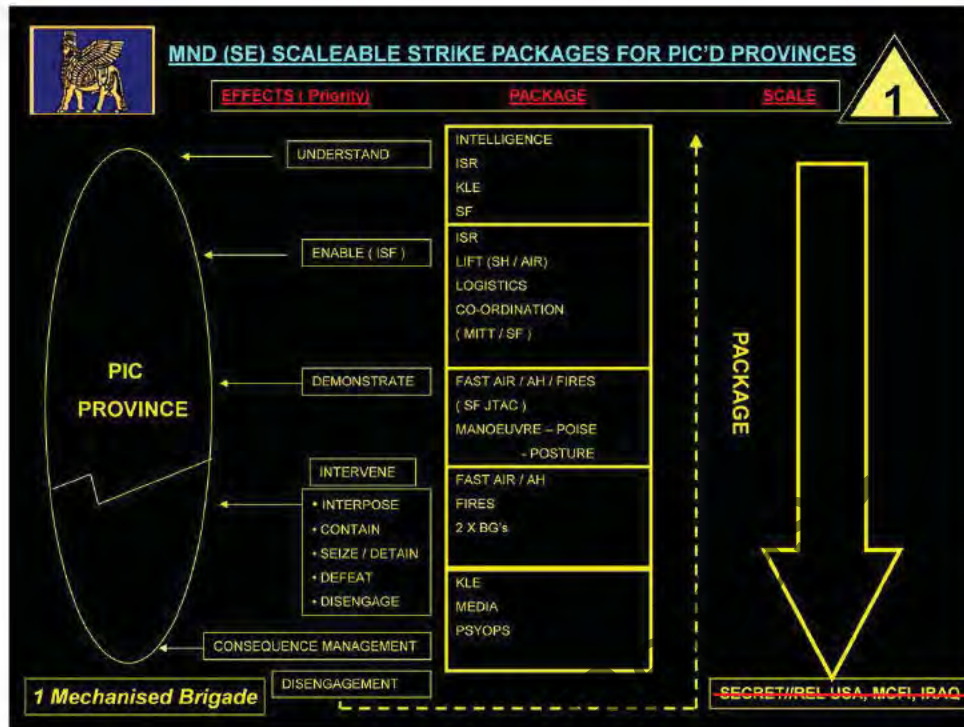 MND (SE) SCALEABLE STRIKE PACKAGES FOR PIC'D PROVINCES
EFFECTS ( Priority) PACKAGE SCALE
1
UNDERSTAND
INTELLIGENCE
ISR
KLE
SF
ENABLE ( ISF )
ISR
LIFT (SH / AIR)
LOGISTICS
CO-ORDINATION
( MITT / SF )
PIC
PROVINCE
DEMONSTRATE
FAST AIR / AH / FIRES
( SF JTAC )
MANOEUVRE – POISE
- POSTURE
PACKAGE
INTERVENE
• INTERPOSE
• CONTAIN
• SEIZE / DETAIN
• DEFEAT
• DISENGAGE
FAST AIR / AH
FIRES
2 X BG's
KLE
MEDIA
PSYOPS
CONSEQUENCE MANAGEMENT
DISENGAGEMENT
1 Mechanised Brigade
SECRET//REL USA, MCFI, IRAQ